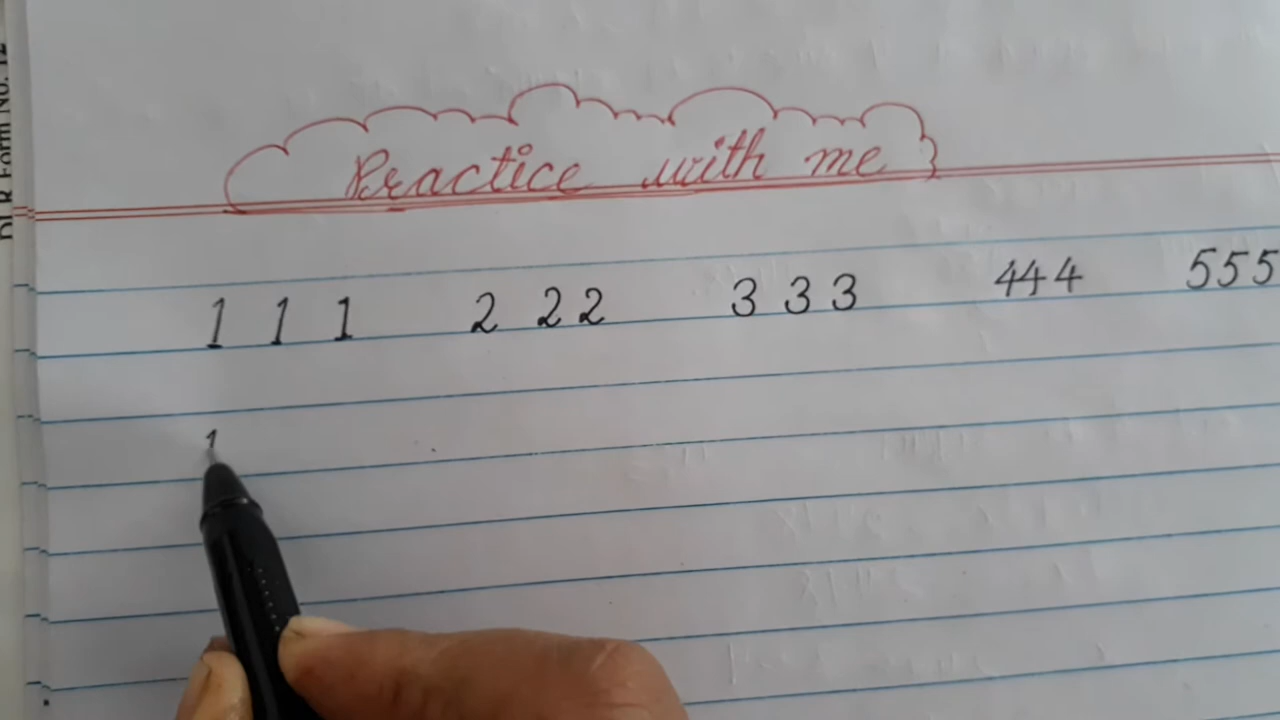 Practice with me
1 1 1 2 2 2 3 3 3 4 4 4 5 5 5
1